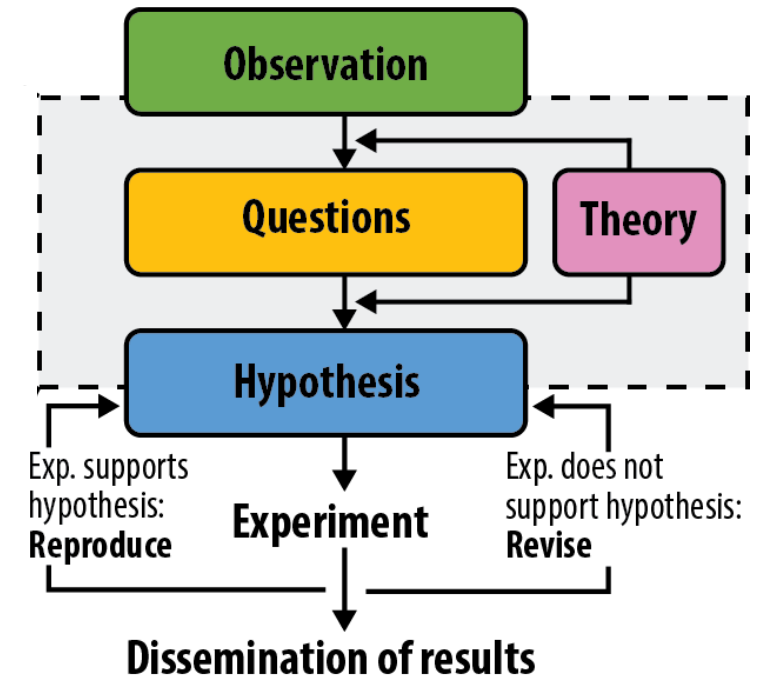 Observation
Questions
Theory
Hypothesis
Exp. supports
hypothesis:
Reproduce
Experiment
Exp. does not
support hypothesis:
Revise
Dissemination of results